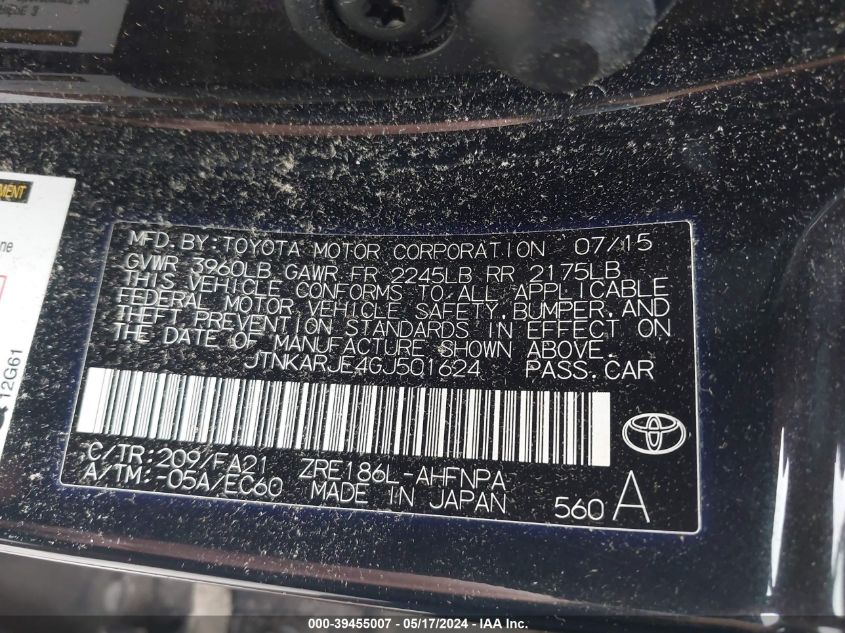 MENT
ne
12G61
MFD.BY:TOYOTA MOTOR CORPORATION 07/15
GVWR 3960LB GAWR FR 2245LB RR 2175LB
THIS VEHICLE CONFORMS TO ALL APPLICABLE
FEDERAL MOTOR VEHICLE SAFETY,BUMPER,AND
THEFT PREVENTION STANDARDS IN EFFECT ON
THE DATE OF MANUFACTURE SHOWN ABOVE.
JTNKARJE4GJ501624 PASS.CAR
C/TR:209/FA21 ZRE186L-AHFNPA
A/TM:-05A/EC60 MADE IN JAPAN 560 A
000-39455007 - 05/17/2024 - IAA Inc.